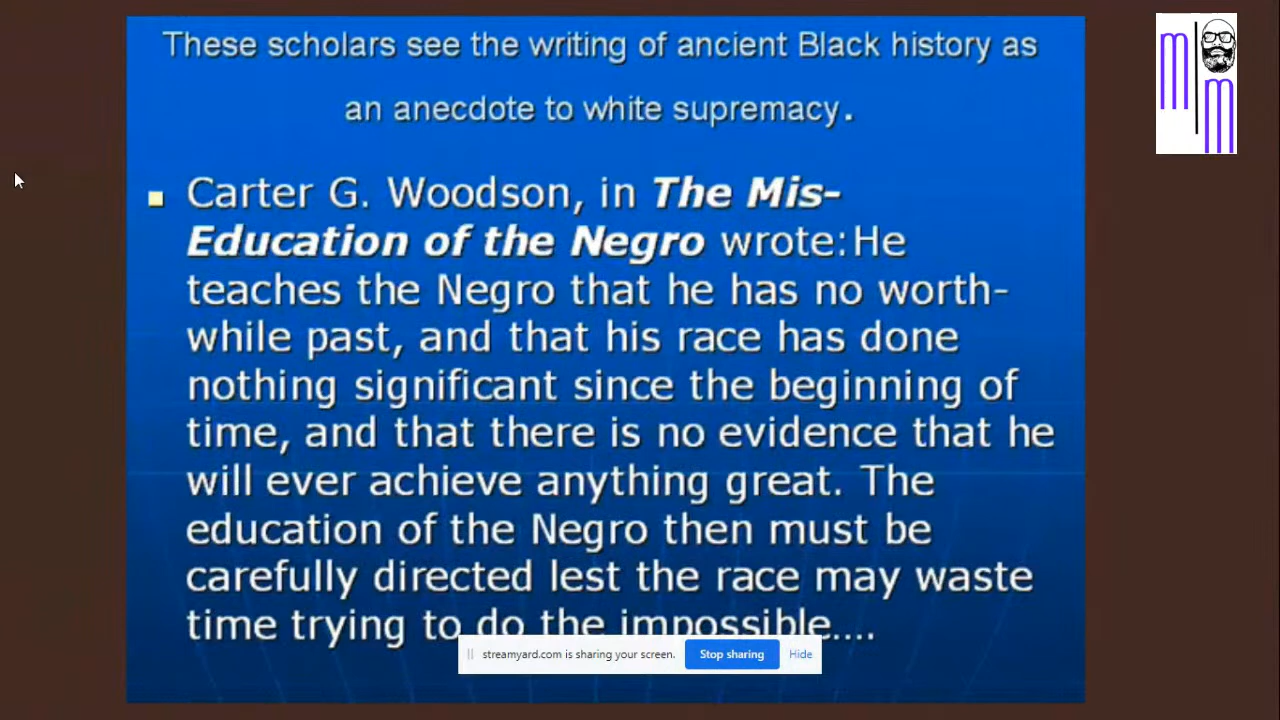 These scholars see the writing of ancient Black history as
an anecdote to white supremacy.
Carter G. Woodson, in The Mis-
Education of the Negro wrote:He
teaches the Negro that he has no worth-
while past, and that his race has done
nothing significant since the beginning of
time, and that there is no evidence that he
will ever achieve anything great. The
education of the Negro then must be
carefully directed lest the race may waste
time trying to do the impossible....
streamyard.com is sharing your screen. Stop sharing Hide
m
m